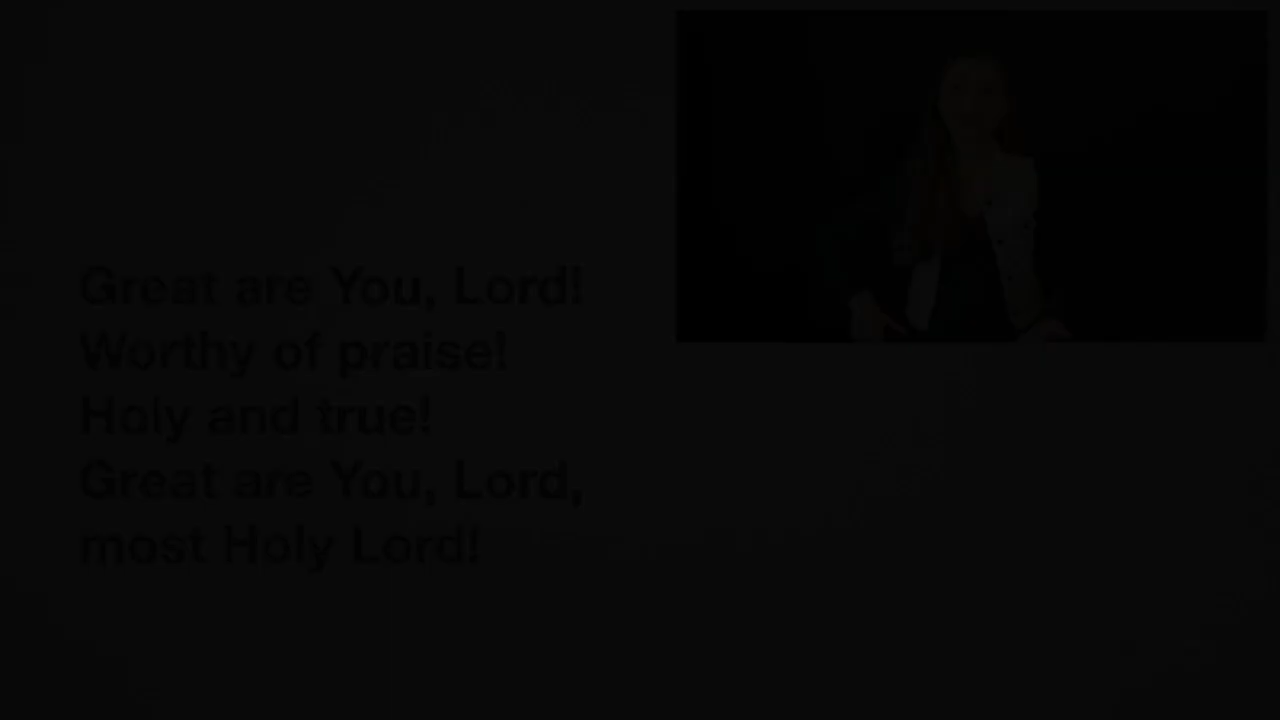 Great are You, Lord!
Worthy of praise!
Holy and true!
Great are You, Lord,
most Holy Lord!